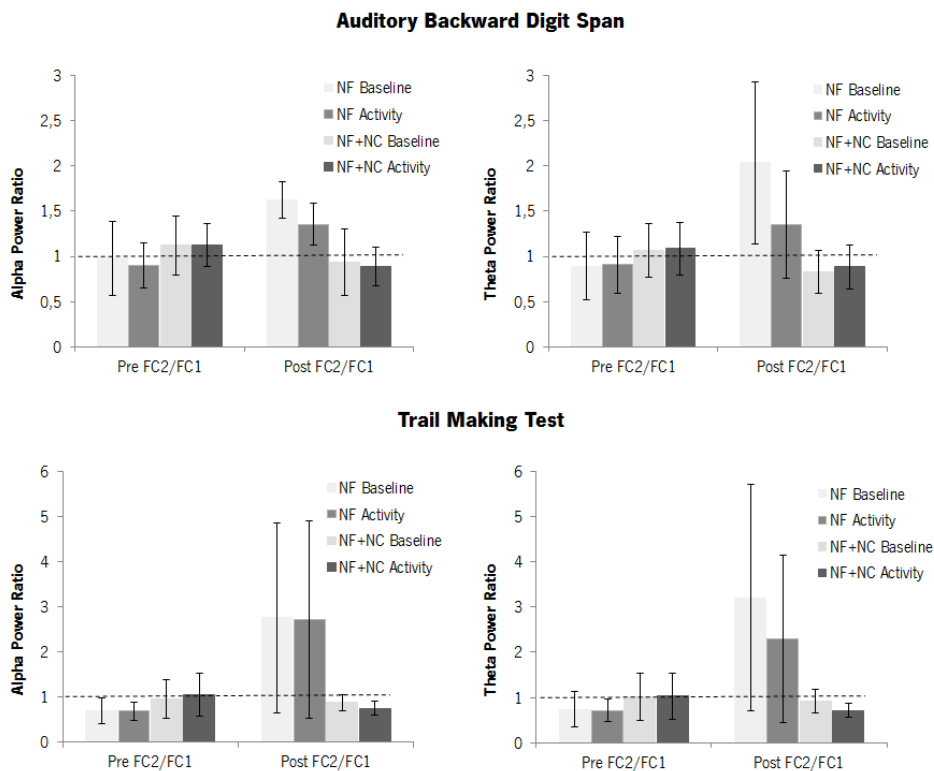 Auditory Backward Digit Span
Alpha Power Ratio
3
2,5
2
1,5
1
0,5
0
NF Baseline
NF Activity
NF+NC Baseline
NF+NC Activity
Pre FC2/FC1
Post FC2/FC1
Theta Power Ratio
3
2,5
2
1,5
1
0,5
0
NF Baseline
NF Activity
NF+NC Baseline
NF+NC Activity
Pre FC2/FC1
Post FC2/FC1
Trail Making Test
Alpha Power Ratio
6
5
4
3
2
1
0
NF Baseline
NF Activity
NF+NC Baseline
NF+NC Activity
Pre FC2/FC1
Post FC2/FC1
Theta Power Ratio
6
5
4
3
2
1
0
NF Baseline
NF Activity
NF+NC Baseline
NF+NC Activity
Pre FC2/FC1
Post FC2/FC1